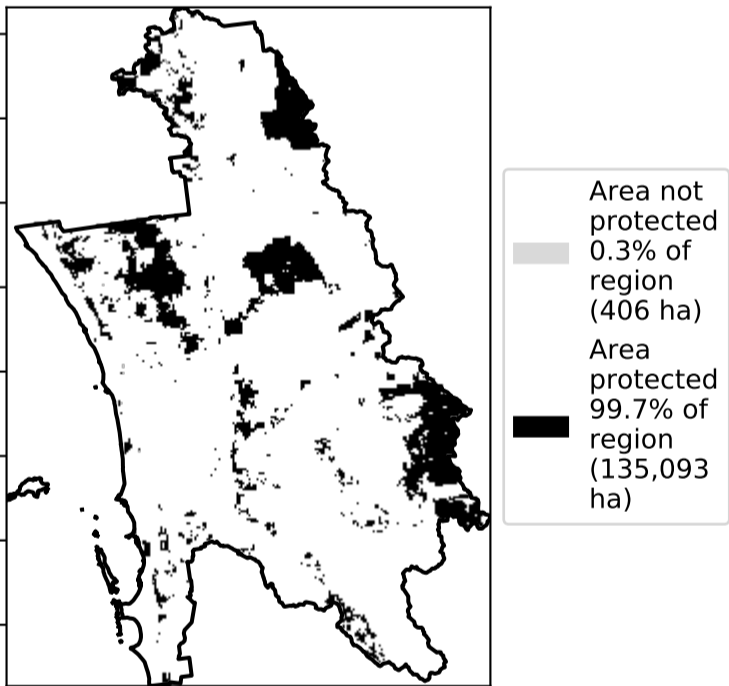 Area not
protected
0.3% of
region
(406 ha)
Area
protected
99.7% of
region
(135,093
ha)